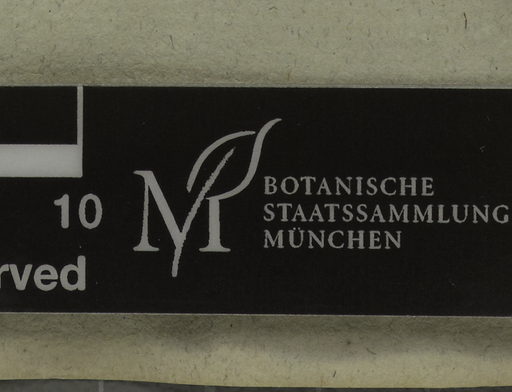 10
rved
M
BOTANISCHE
STAATSSAMMLUNG
MÜNCHEN